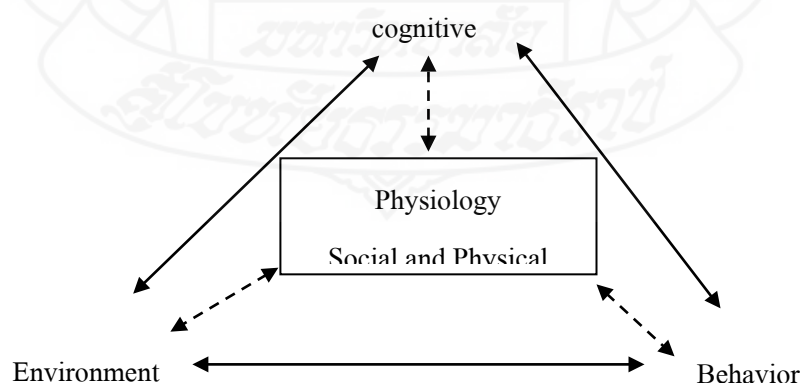 cognitive
Physiology
Social and Physical
Environment
Behavior